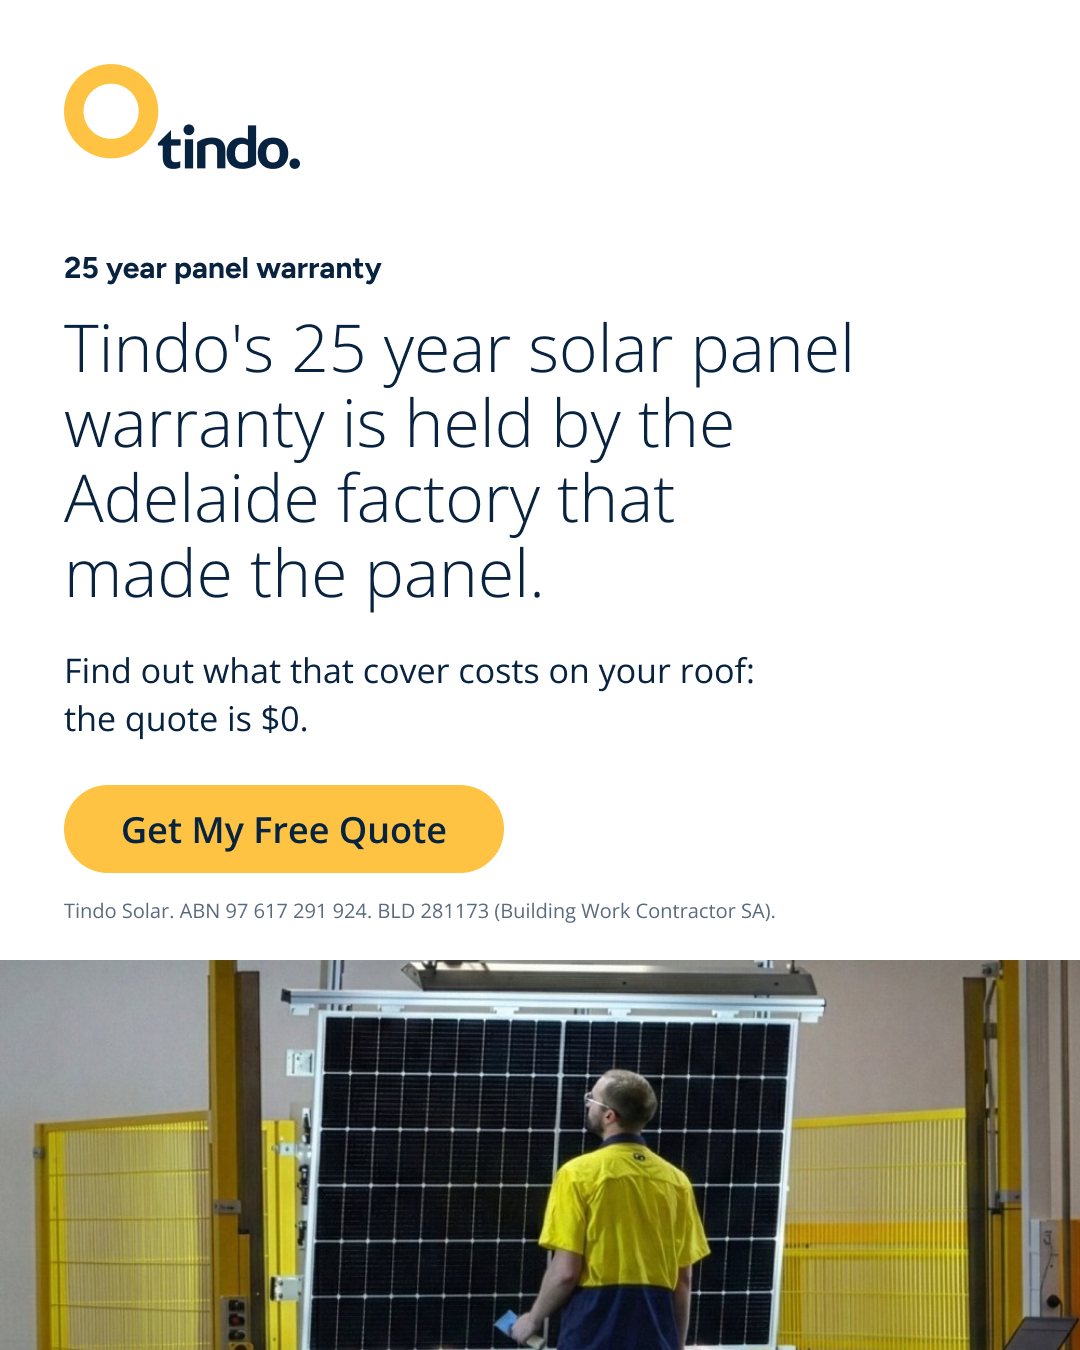 tindo.
25 year panel warranty
Tindo's 25 year solar panel
warranty is held by the
Adelaide factory that
made the panel.
Find out what that cover costs on your roof:
the quote is $0.
Get My Free Quote
Tindo Solar. ABN 97 617 291 924. BLD 281173 (Building Work Contractor SA).